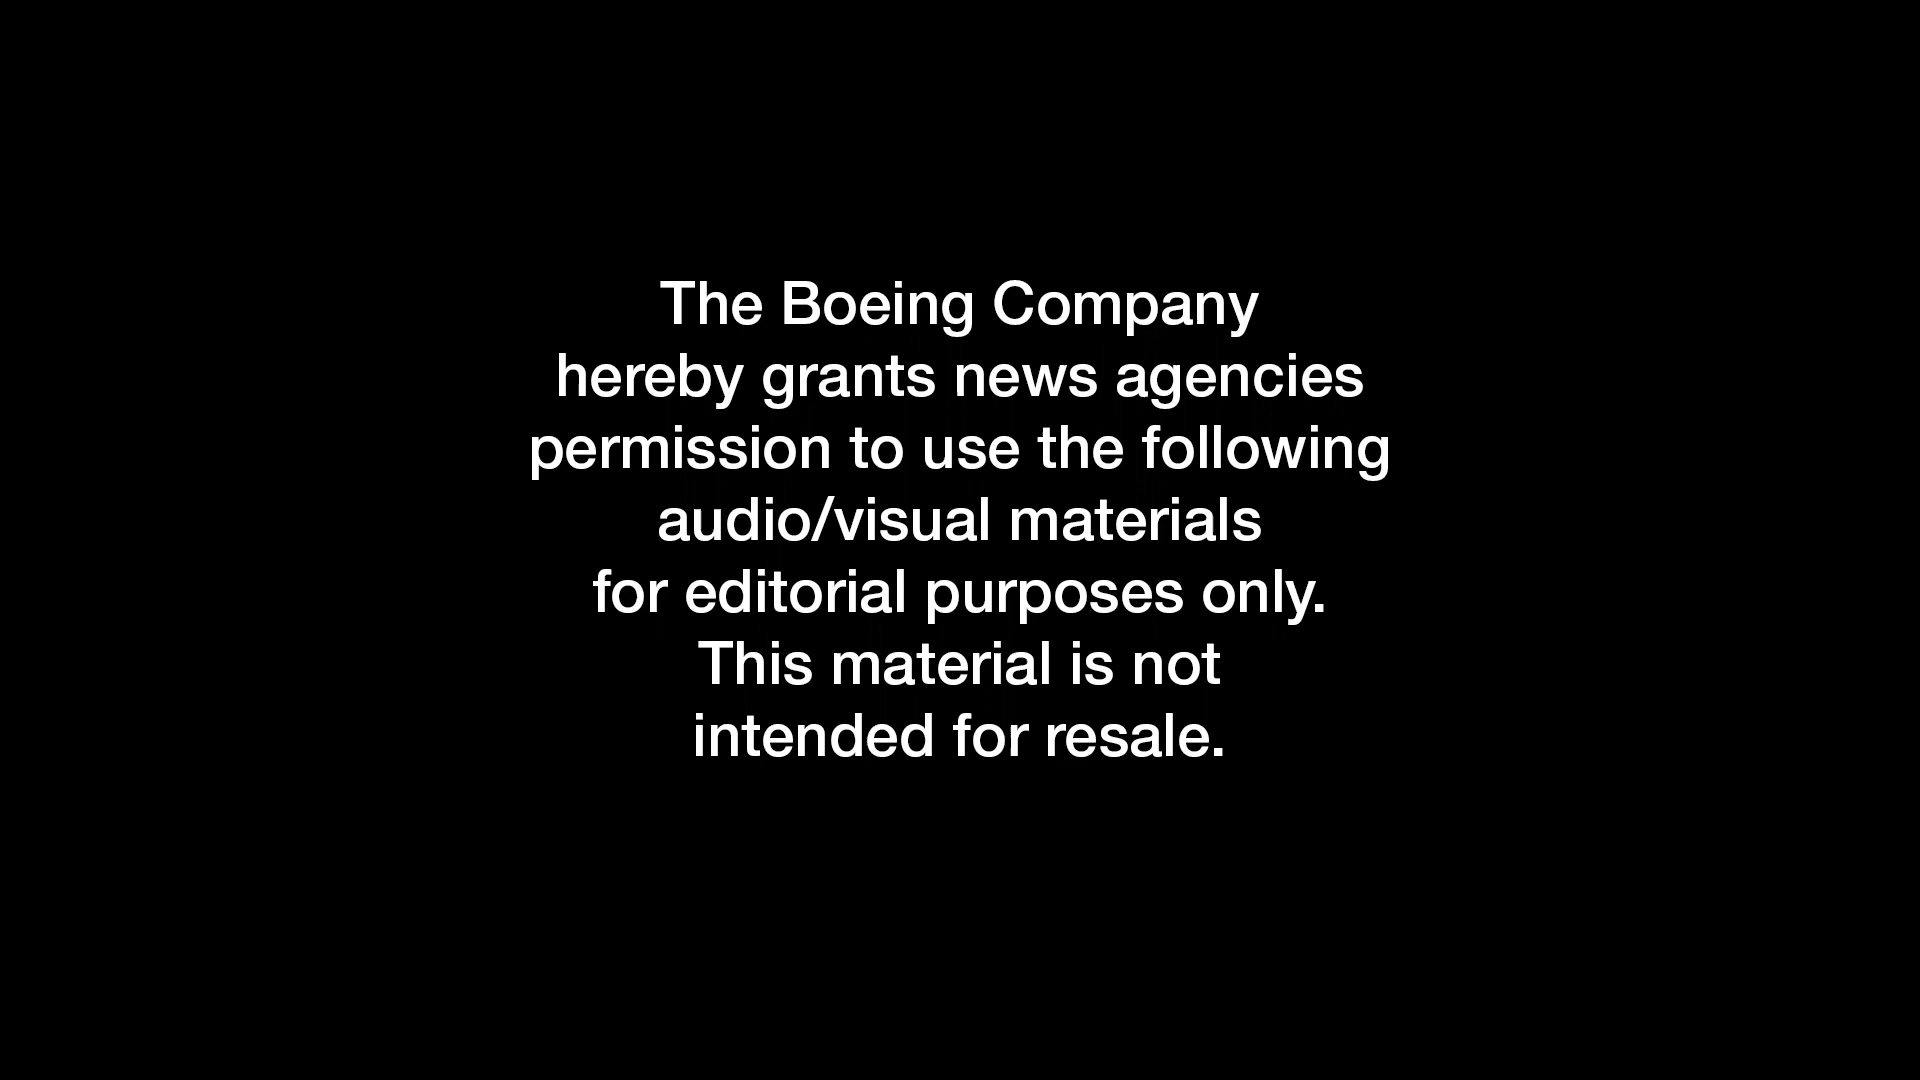 The Boeing Company
hereby grants news agencies
permission to use the following
audio/visual materials
for editorial purposes only.
This material is not
intended for resale.